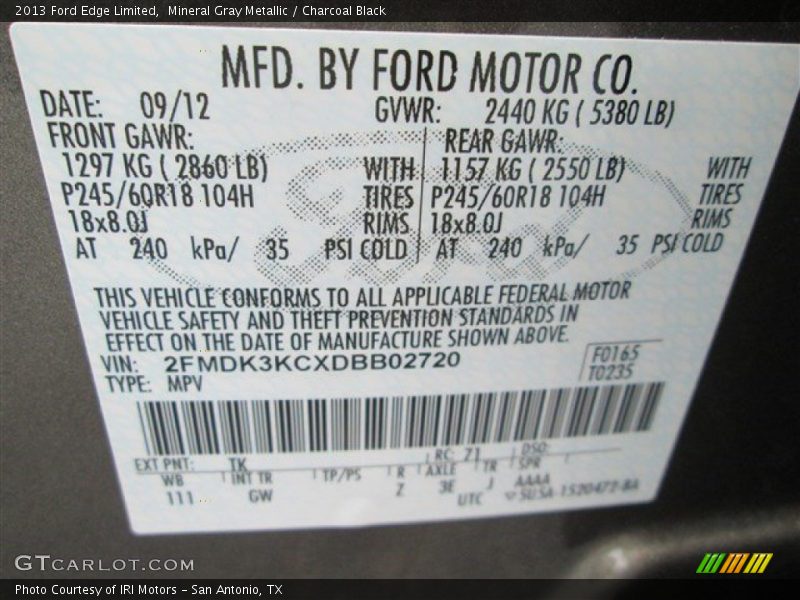 2013 Ford Edge Limited,  Mineral Gray Metallic / Charcoal Black
MFD. BY FORD MOTOR CO.
DATE: 09/12 GVWR: 2440 KG ( 5380 LB)
FRONT GAWR: REAR GAWR:
1297 KG ( 2860 LB) WITH 1157 KG ( 2550 LB) WITH
P245/60R18 104H TIRES P245/60R18 104H TIRES
18x8.0J RIMS 18x8.0J RIMS
AT 240 kPa/ 35 PSI COLD AT 240 kPa/ 35 PSI COLD
Ford
THIS VEHICLE CONFORMS TO ALL APPLICABLE FEDERAL MOTOR
VEHICLE SAFETY AND THEFT PREVENTION STANDARDS IN
EFFECT ON THE DATE OF MANUFACTURE SHOWN ABOVE.
VIN: 2FMDK3KCXDBB02720 F0165
TYPE: MPV T0235
EXT PNT: TK RC: 21 DSO:
WB INT TR TP/PS R AXLE TR SPR
111 GW Z 3E J AAAA
UTC
GTCARLOT.COM
Photo Courtesy of IRI Motors – San Antonio, TX